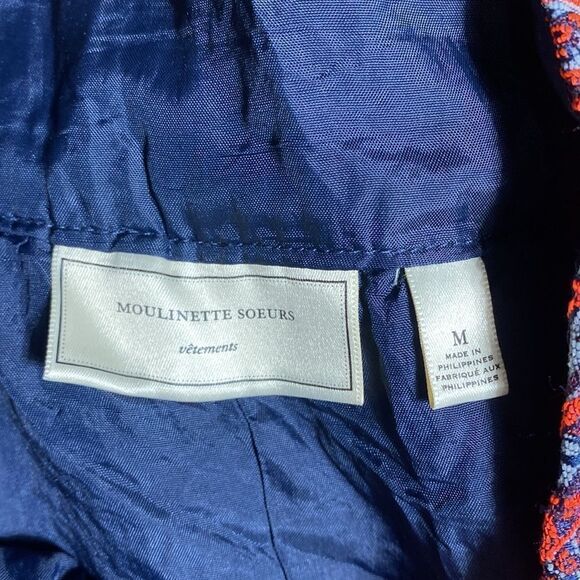 MOULINETTE SOEURS
vêtements
M
MADE IN
PHILIPPINES
FABRIQUÉ AUX
PHILIPPINES